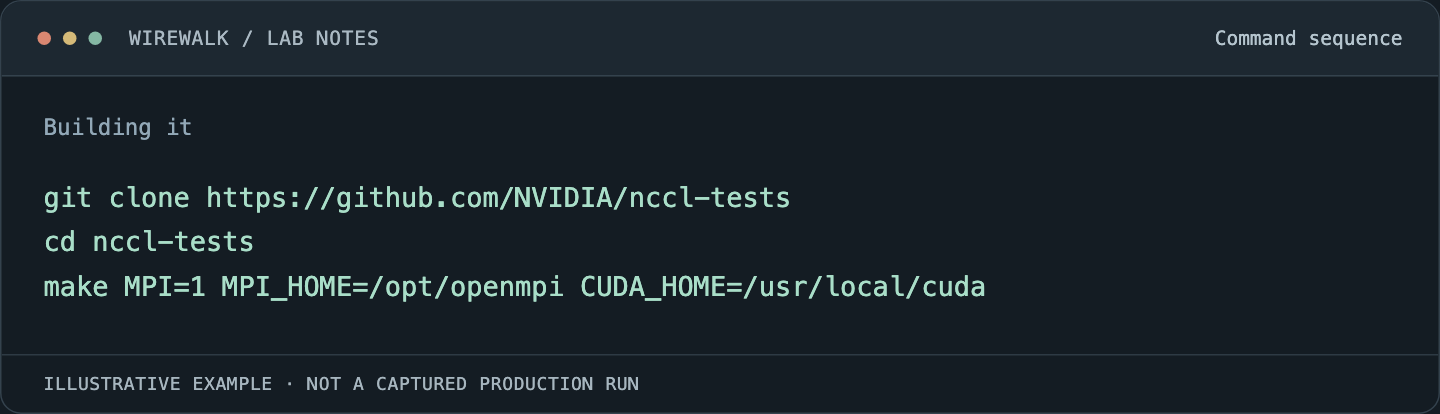 WIREWALK / LAB NOTES
Command sequence
Building it
git clone https://github.com/NVIDIA/nccl-tests
cd nccl-tests
make MPI=1 MPI_HOME=/opt/openmpi CUDA_HOME=/usr/local/cuda
ILLUSTRATIVE EXAMPLE · NOT A CAPTURED PRODUCTION RUN